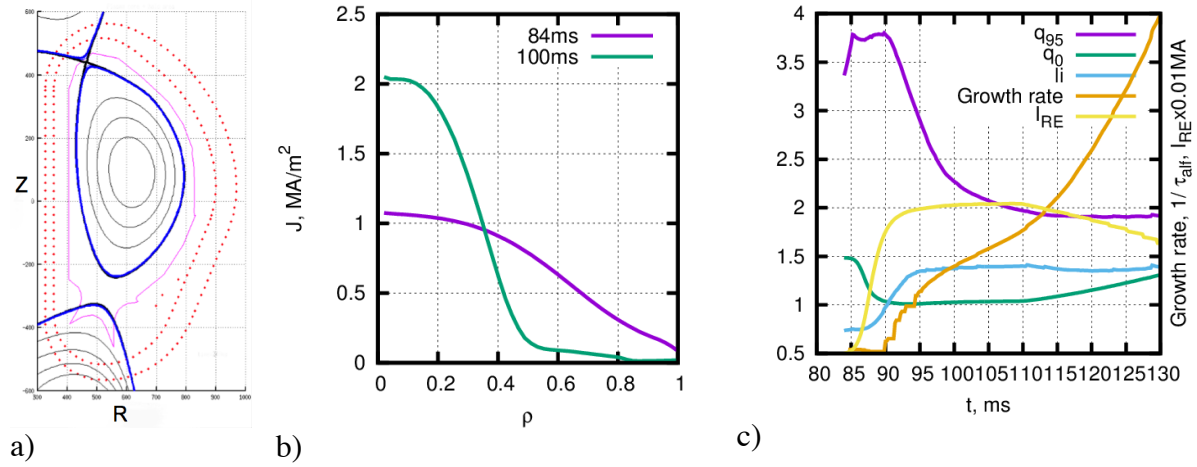 600
400
200
Z
0
-200
-400
-600
300 400 500 600 700 800 900 1000
R
a)
2.5
2
1.5
1
0.5
0
J, MA/m²
84ms
100ms
0 0.2 0.4 0.6 0.8 1
ρ
b)
4
3.5
3
2.5
2
1.5
1
0.5
q95
q0
li
Growth rate
IRE
Growth rate, 1/ τalf, IREx0.01MA
80 85 90 95 100 105 110 115 120 125 130
t, ms
c)